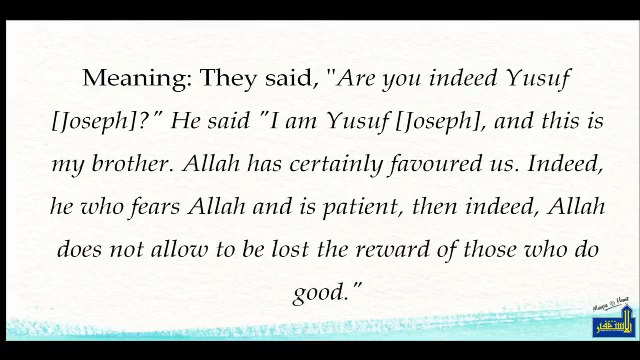 Meaning: They said, "Are you indeed Yusuf
[Joseph]?" He said "I am Yusuf [Joseph], and this is
my brother. Allah has certainly favoured us. Indeed,
he who fears Allah and is patient, then indeed, Allah
does not allow to be lost the reward of those who do
good."